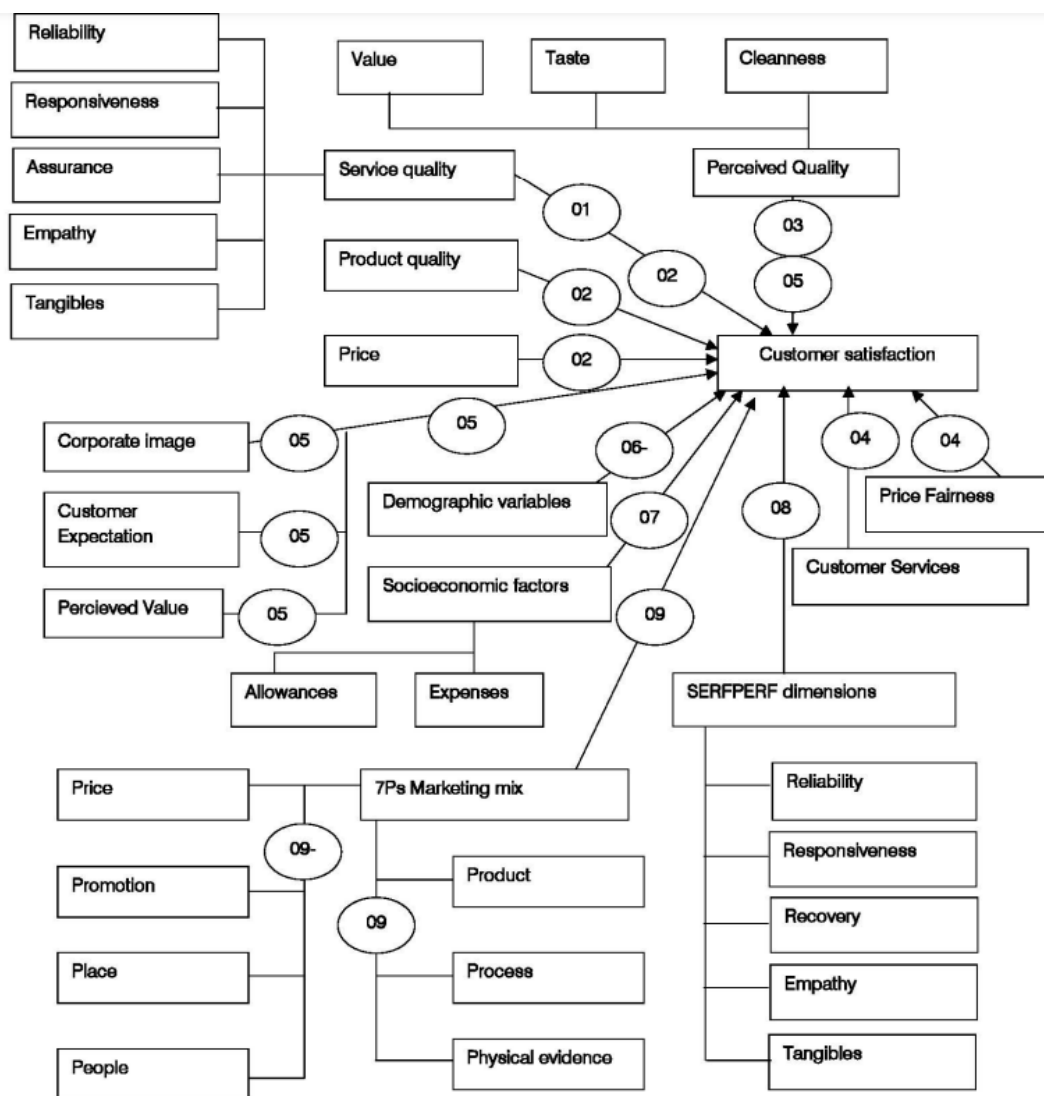 Reliability
Value
Taste
Cleanness
Responsiveness
Assurance
Service quality
Perceived Quality
01
03
Empathy
Product quality
02
02
05
Tangibles
Price
02
Customer satisfaction
Corporate image
05
05
06-
04
04
Demographic variables
07
08
Price Fairness
Customer
Expectation
05
Customer Services
Socioeconomic factors
Percieved Value
05
09
Allowances
Expenses
SERFPERF dimensions
Price
7Ps Marketing mix
Reliability
09-
Responsiveness
Promotion
Product
09
Recovery
Place
Process
Empathy
People
Physical evidence
Tangibles